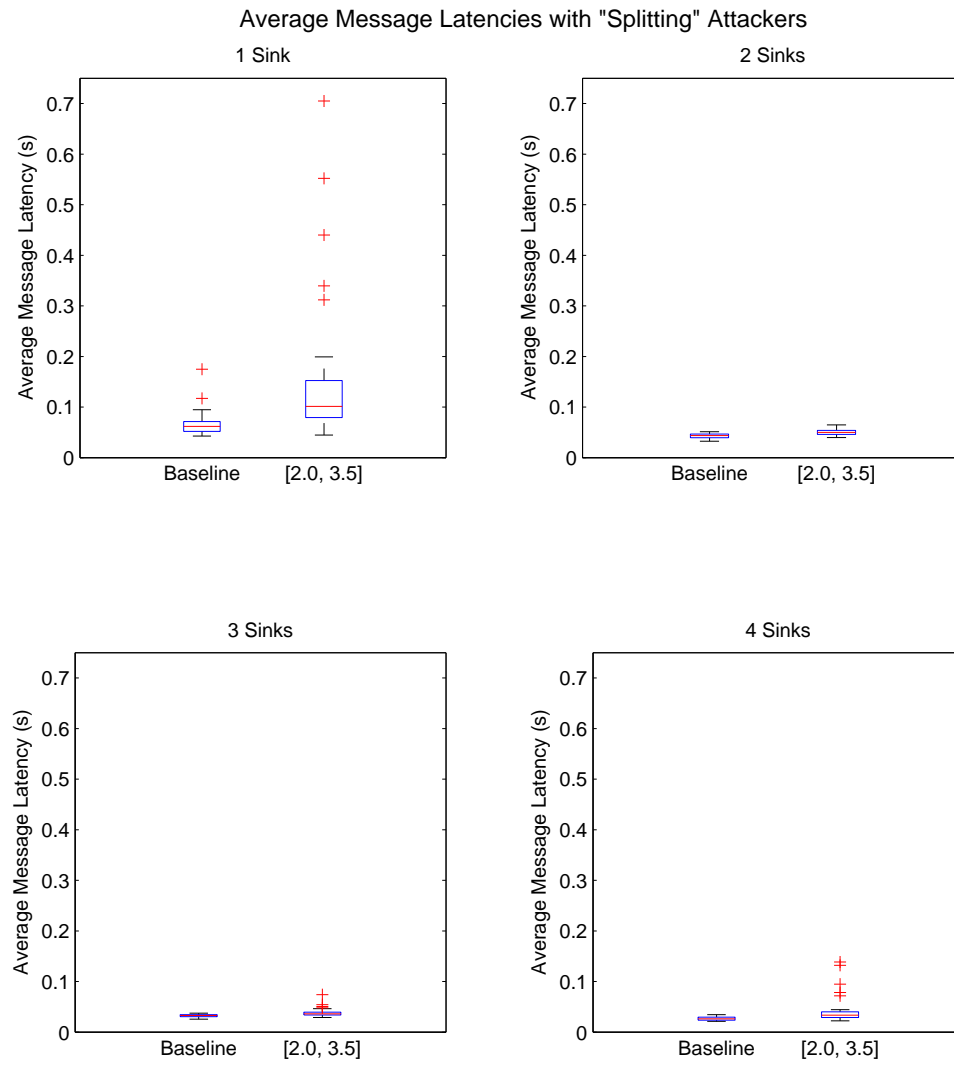 Average Message Latencies with "Splitting" Attackers
1 Sink
Average Message Latency (s)
0.7
0.6
0.5
0.4
0.3
0.2
0.1
0
Baseline [2.0, 3.5]
2 Sinks
Average Message Latency (s)
0.7
0.6
0.5
0.4
0.3
0.2
0.1
0
Baseline [2.0, 3.5]
3 Sinks
Average Message Latency (s)
0.7
0.6
0.5
0.4
0.3
0.2
0.1
0
Baseline [2.0, 3.5]
4 Sinks
Average Message Latency (s)
0.7
0.6
0.5
0.4
0.3
0.2
0.1
0
Baseline [2.0, 3.5]